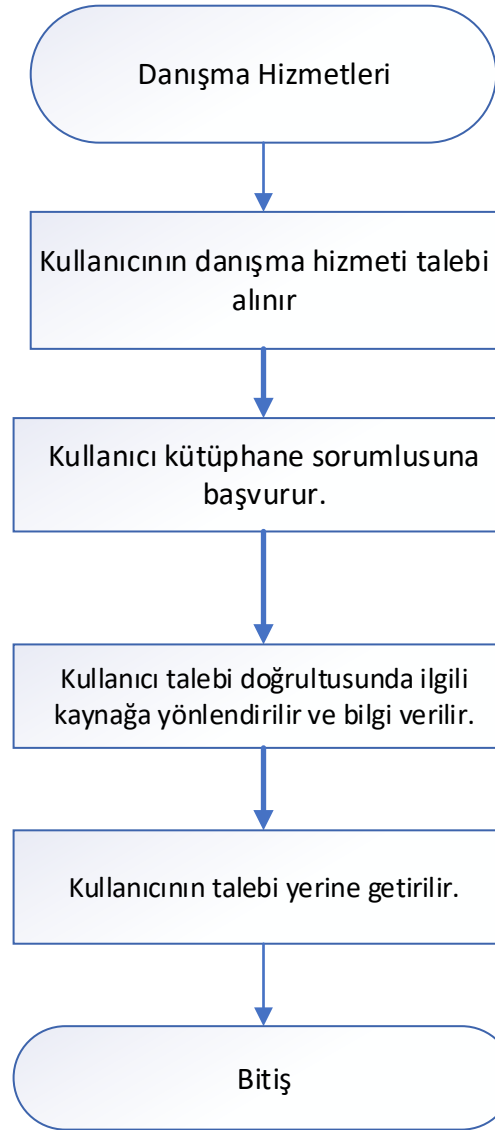 Danışma Hizmetleri
Kullanıcının danışma hizmeti talebi
alınır
Kullanıcı kütüphane sorumlusuna
başvurur.
Kullanıcı talebi doğrultusunda ilgili
kaynağa yönlendirilir ve bilgi verilir.
Kullanıcının talebi yerine getirilir.
Bitiş